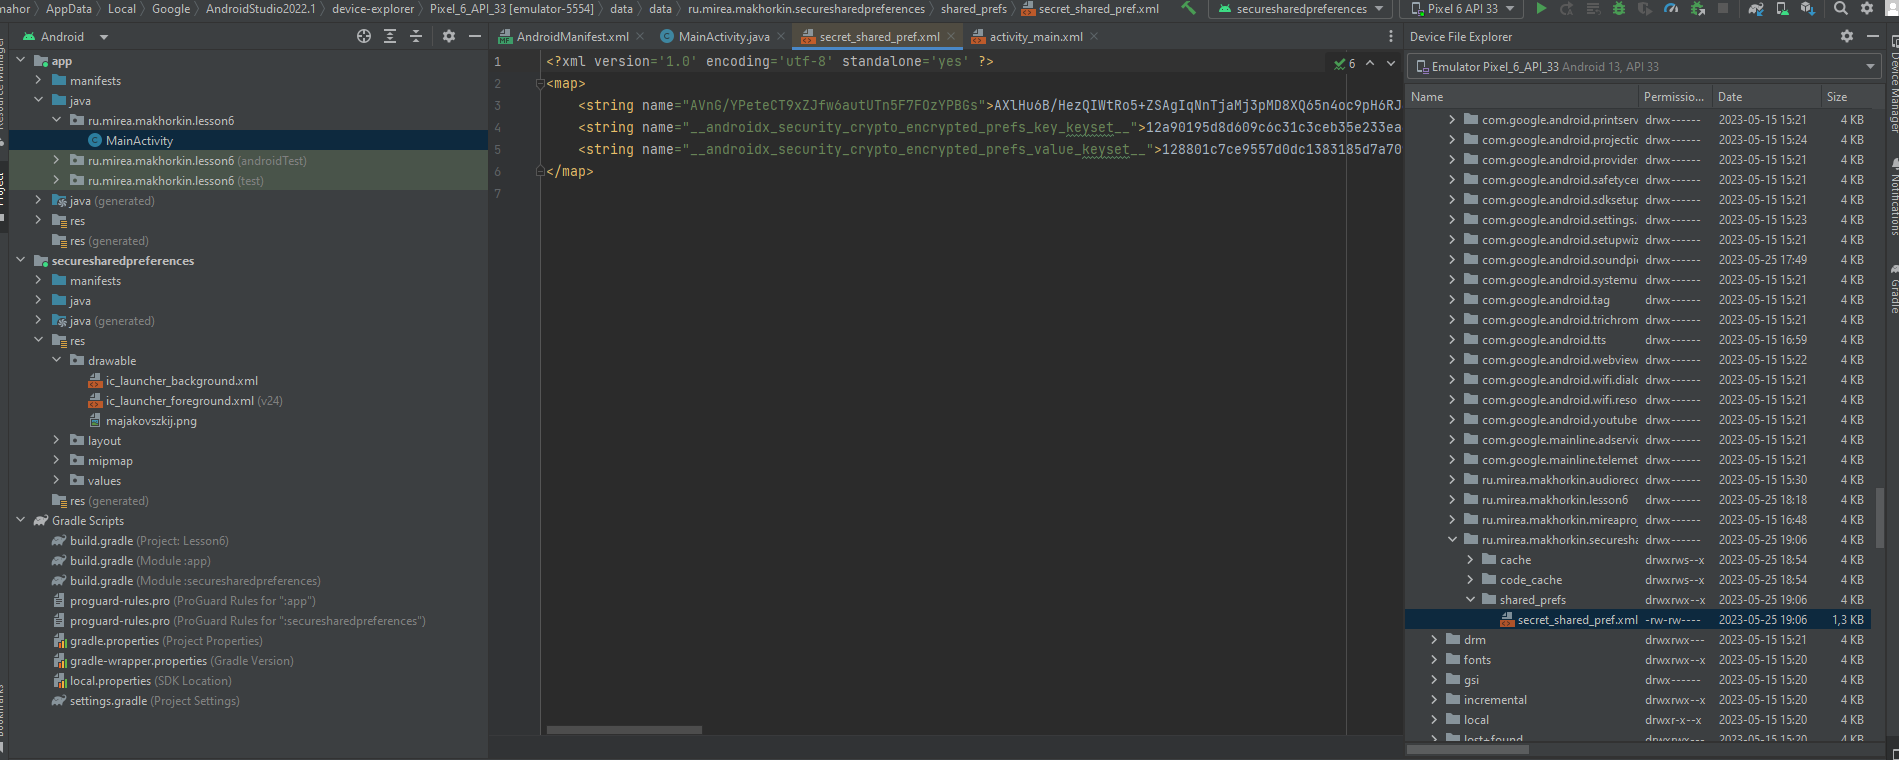 mahor AppData Local Google AndroidStudio2022.1 device-explorer Pixel_6_API_33 [emulator-5554] data data ru.mirea.makhorkin.securesharedpreferences shared_prefs secret_shared_pref.xml securesharedpreferences Pixel 6 API 33
Android
AndroidManifest.xml MainActivity.java secret_shared_pref.xml activity_main.xml
app
manifests
java
ru.mirea.makhorkin.lesson6
MainActivity
ru.mirea.makhorkin.lesson6 (androidTest)
ru.mirea.makhorkin.lesson6 (test)
java (generated)
res
res (generated)
securesharedpreferences
manifests
java
java (generated)
res
drawable
ic_launcher_background.xml
ic_launcher_foreground.xml (v24)
majakovszkij.png
layout
mipmap
values
res (generated)
Gradle Scripts
build.gradle (Project: Lesson6)
build.gradle (Module :app)
build.gradle (Module :securesharedpreferences)
proguard-rules.pro (ProGuard Rules for ":app")
proguard-rules.pro (ProGuard Rules for ":securesharedpreferences")
gradle.properties (Project Properties)
gradle-wrapper.properties (Gradle Version)
local.properties (SDK Location)
settings.gradle (Project Settings)
1 <?xml version='1.0' encoding='utf-8' standalone='yes' ?>
6
2 <map>
3 <string name="AVnG/YPeteCT9xZJfw6autUTn5F7FOzYPBGs">AXlHu6B/HezQIWtRo5+ZSAgIqNnTjaMj3pMD8XQ65n4oc9pH6RJ
4 <string name="__androidx_security_crypto_encrypted_prefs_key_keyset__">12a90195d8d609c6c31c3ceb35e233ea
5 <string name="__androidx_security_crypto_encrypted_prefs_value_keyset__">128801c7ce9557d0dc1383185d7a70
6 </map>
7
Device File Explorer
Emulator Pixel_6_API_33 Android 13, API 33
Name Permissio... Date Size
com.google.android.printserv drwx------ 2023-05-15 15:21 4 KB
com.google.android.projectio drwx------ 2023-05-15 15:24 4 KB
com.google.android.provider drwx------ 2023-05-15 15:21 4 KB
com.google.android.safetycer drwx------ 2023-05-15 15:21 4 KB
com.google.android.sdksetup drwx------ 2023-05-15 15:21 4 KB
com.google.android.settings. drwx------ 2023-05-15 15:23 4 KB
com.google.android.setupwiz drwx------ 2023-05-15 15:21 4 KB
com.google.android.soundpi drwx------ 2023-05-25 17:49 4 KB
com.google.android.systemu drwx------ 2023-05-15 15:21 4 KB
com.google.android.tag drwx------ 2023-05-15 15:21 4 KB
com.google.android.trichrom drwx------ 2023-05-15 15:21 4 KB
com.google.android.tts drwx------ 2023-05-15 16:59 4 KB
com.google.android.webview drwx------ 2023-05-15 15:22 4 KB
com.google.android.wifi.dialo drwx------ 2023-05-15 15:21 4 KB
com.google.android.wifi.reso drwx------ 2023-05-15 15:21 4 KB
com.google.android.youtube drwx------ 2023-05-15 15:21 4 KB
com.google.mainline.adservic drwx------ 2023-05-15 15:21 4 KB
com.google.mainline.telemet drwx------ 2023-05-15 15:21 4 KB
ru.mirea.makhorkin.audiorec drwx------ 2023-05-15 15:30 4 KB
ru.mirea.makhorkin.lesson6 drwx------ 2023-05-25 18:18 4 KB
ru.mirea.makhorkin.mireapro drwx------ 2023-05-15 16:48 4 KB
ru.mirea.makhorkin.securesha drwx------ 2023-05-25 19:06 4 KB
cache drwxrws--x 2023-05-25 18:54 4 KB
code_cache drwxrws--x 2023-05-25 18:54 4 KB
shared_prefs drwxrwx--x 2023-05-25 19:06 4 KB
secret_shared_pref.xml -rw-rw---- 2023-05-25 19:06 1,3 KB
drm drwxrwx--- 2023-05-15 15:21 4 KB
fonts drwxrwx--x 2023-05-15 15:20 4 KB
gsi drwx------ 2023-05-15 15:20 4 KB
incremental drwxrwx--x 2023-05-15 15:20 4 KB
local drwxr-x--x 2023-05-15 15:20 4 KB
lost+found drwxrwx--- 2023-05-15 15:20 4 KB
Device Manager
Notifications
Gradle
Project